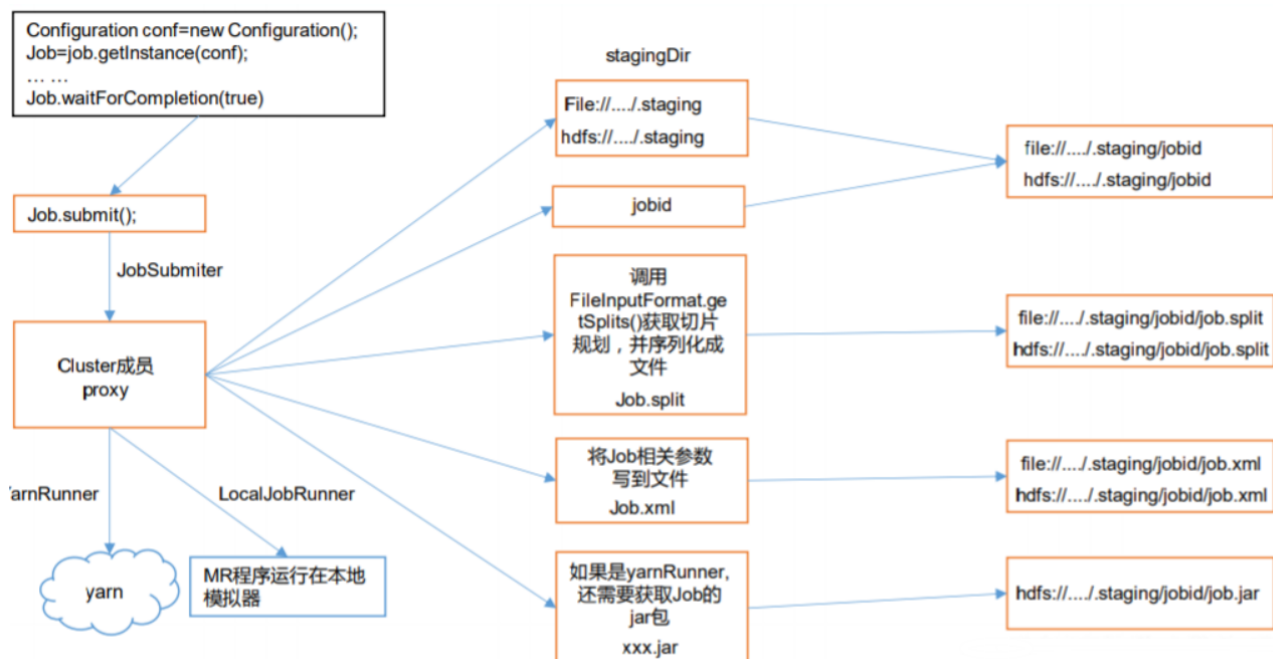 Configuration conf=new Configuration();
Job=job.getInstance(conf);
… …
Job.waitForCompletion(true)
Job.submit();
JobSubmiter
Cluster成员
proxy
YarnRunner
LocalJobRunner
yarn
MR程序运行在本地
模拟器
stagingDir
File://..../.staging
hdfs://..../.staging
jobid
调用
FileInputFormat.ge
tSplits()获取切片
规划，并序列化成
文件
Job.split
将Job相关参数
写到文件
Job.xml
如果是yarnRunner,
还需要获取Job的
jar包
xxx.jar
file://..../.staging/jobid
hdfs://..../.staging/jobid
file://..../.staging/jobid/job.split
hdfs://..../.staging/jobid/job.split
file://..../.staging/jobid/job.xml
hdfs://..../.staging/jobid/job.xml
hdfs://..../.staging/jobid/job.jar